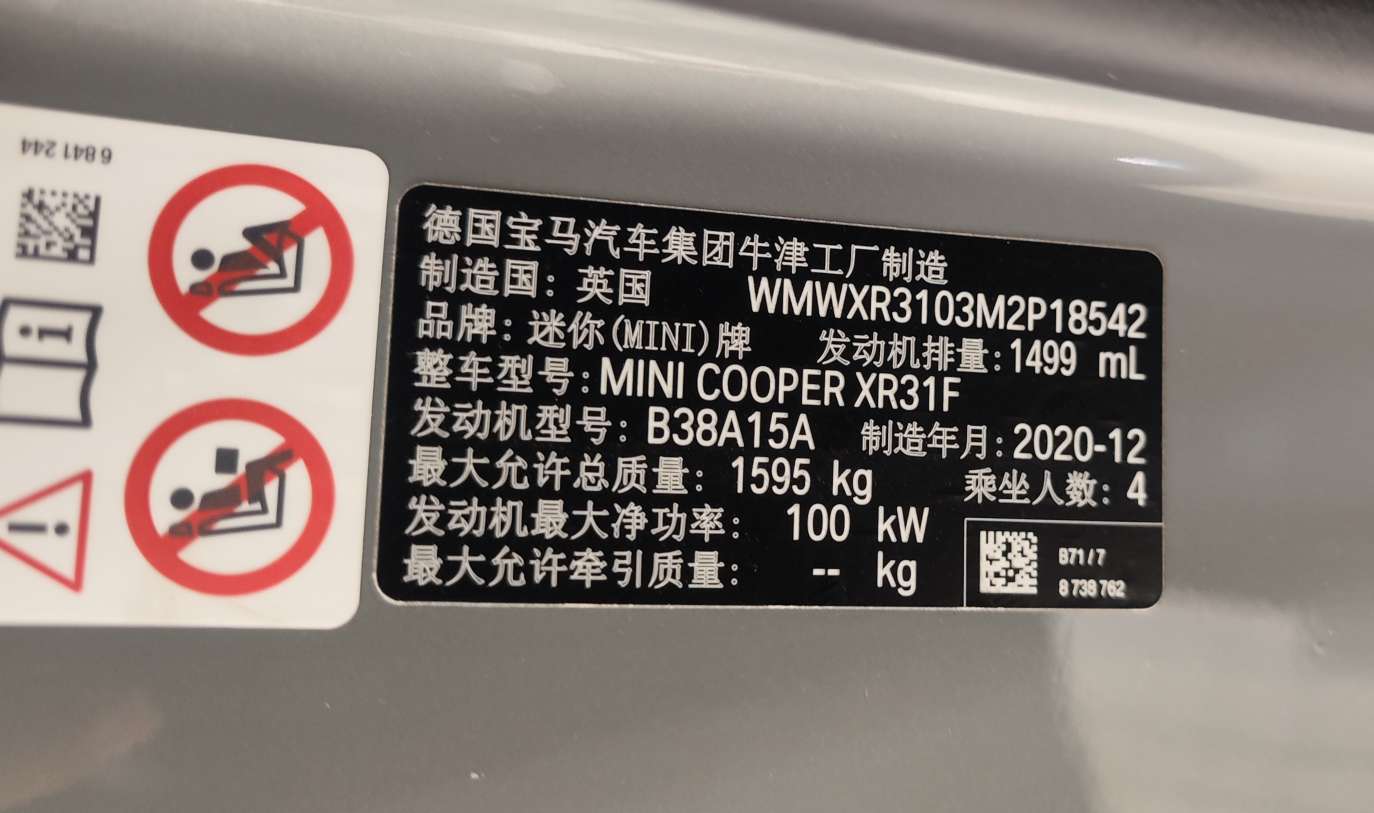 6 841 244
德国宝马汽车集团牛津工厂制造
制造国：英国 WMWXR3103M2P18542
品牌：迷你(MINI)牌 发动机排量：1499 mL
整车型号：MINI COOPER XR31F
发动机型号：B38A15A 制造年月：2020-12
最大允许总质量：1595 kg 乘坐人数：4
发动机最大净功率：100 kW
最大允许牵引质量：-- kg
B71/7
8 738 762